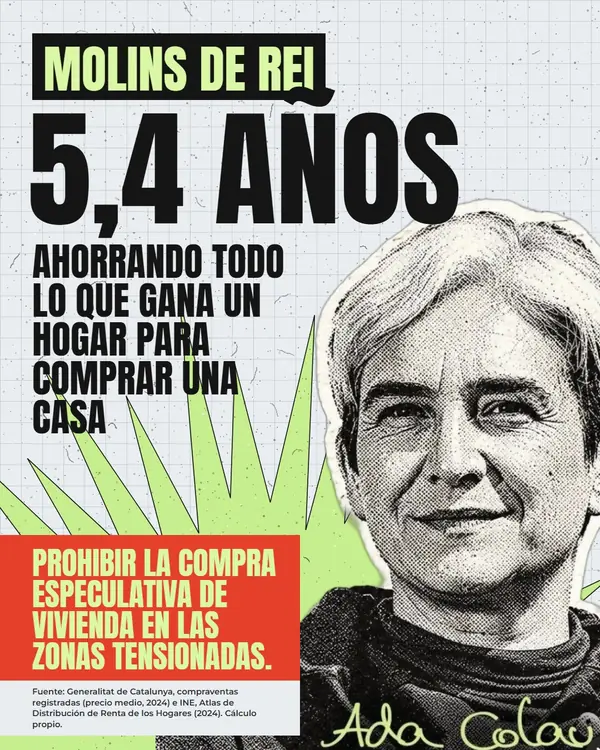 MOLINS DE REI
5,4 AÑOS
AHORRANDO TODO
LO QUE GANA UN
HOGAR PARA
COMPRAR UNA
CASA
PROHIBIR LA COMPRA
ESPECULATIVA DE
VIVIENDA EN LAS
ZONAS TENSIONADAS.
Fuente: Generalitat de Catalunya, compraventas
registradas (precio medio, 2024) e INE, Atlas de
Distribución de Renta de los Hogares (2024). Cálculo
propio.
Ada Colau